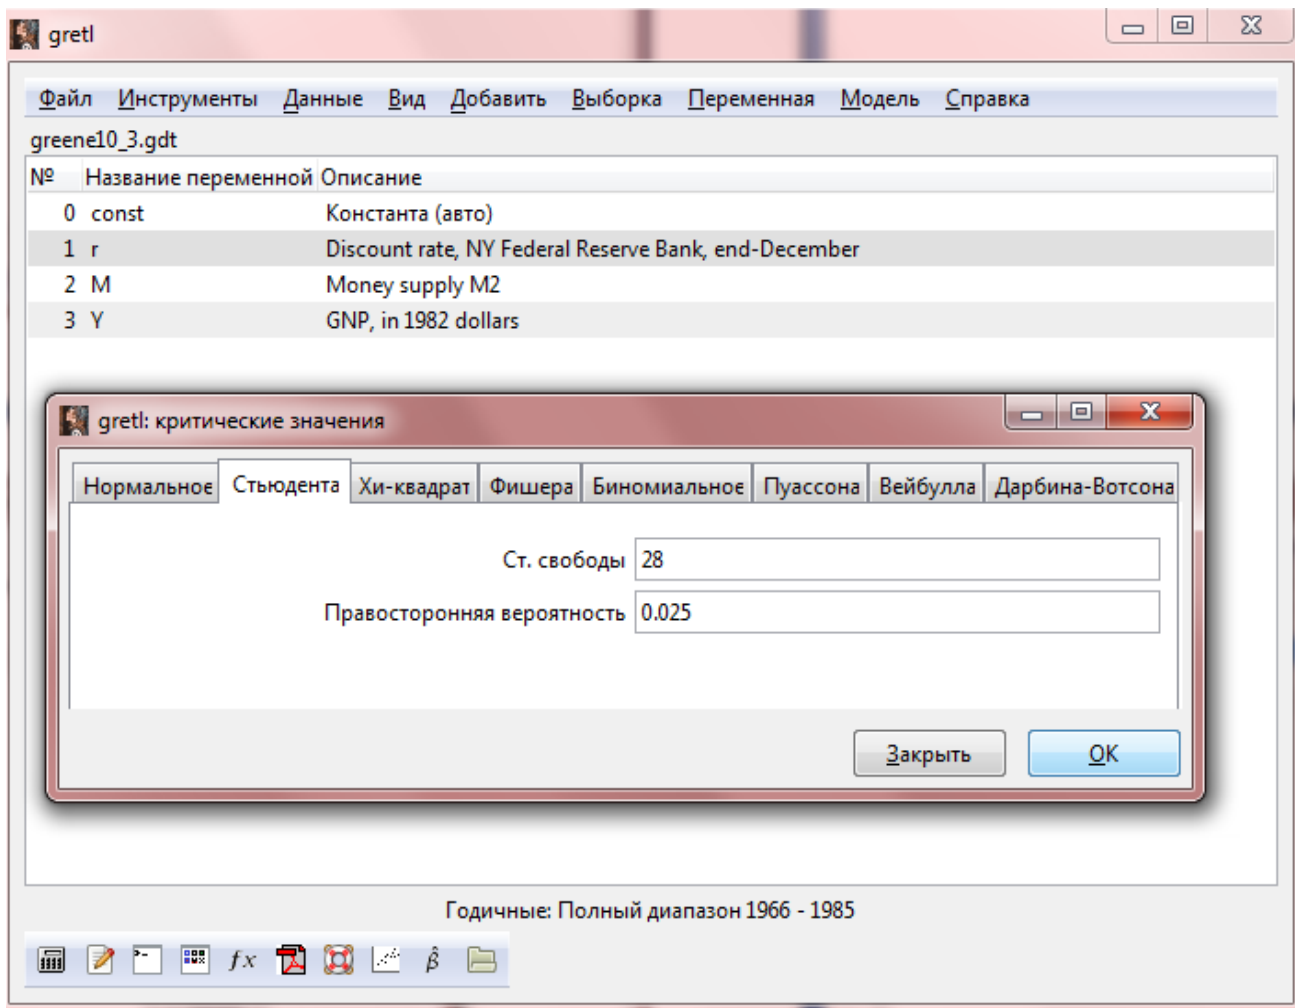 gretl
Файл Инструменты Данные Вид Добавить Выборка Переменная Модель Справка
greene10_3.gdt
№ Название переменной Описание
0 const Константа (авто)
1 r Discount rate, NY Federal Reserve Bank, end-December
2 M Money supply M2
3 Y GNP, in 1982 dollars
gretl: критические значения
Нормальное Стьюдента Хи-квадрат Фишера Биномиальное Пуассона Вейбулла Дарбина-Вотсона
Ст. свободы 28
Правосторонняя вероятность 0.025
Закрыть OK
Годичные: Полный диапазон 1966 - 1985
fx β̂